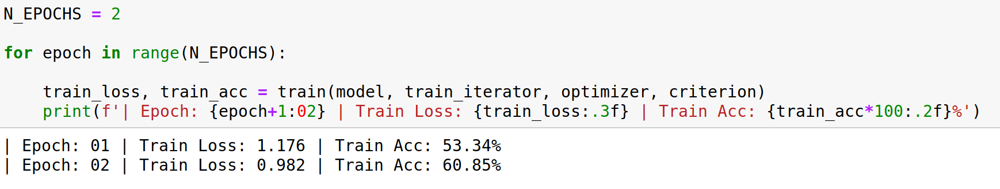 N_EPOCHS = 2
for epoch in range(N_EPOCHS):
    train_loss, train_acc = train(model, train_iterator, optimizer, criterion)
    print(f'| Epoch: {epoch+1:02} | Train Loss: {train_loss:.3f} | Train Acc: {train_acc*100:.2f}%')
| Epoch: 01 | Train Loss: 1.176 | Train Acc: 53.34%
| Epoch: 02 | Train Loss: 0.982 | Train Acc: 60.85%